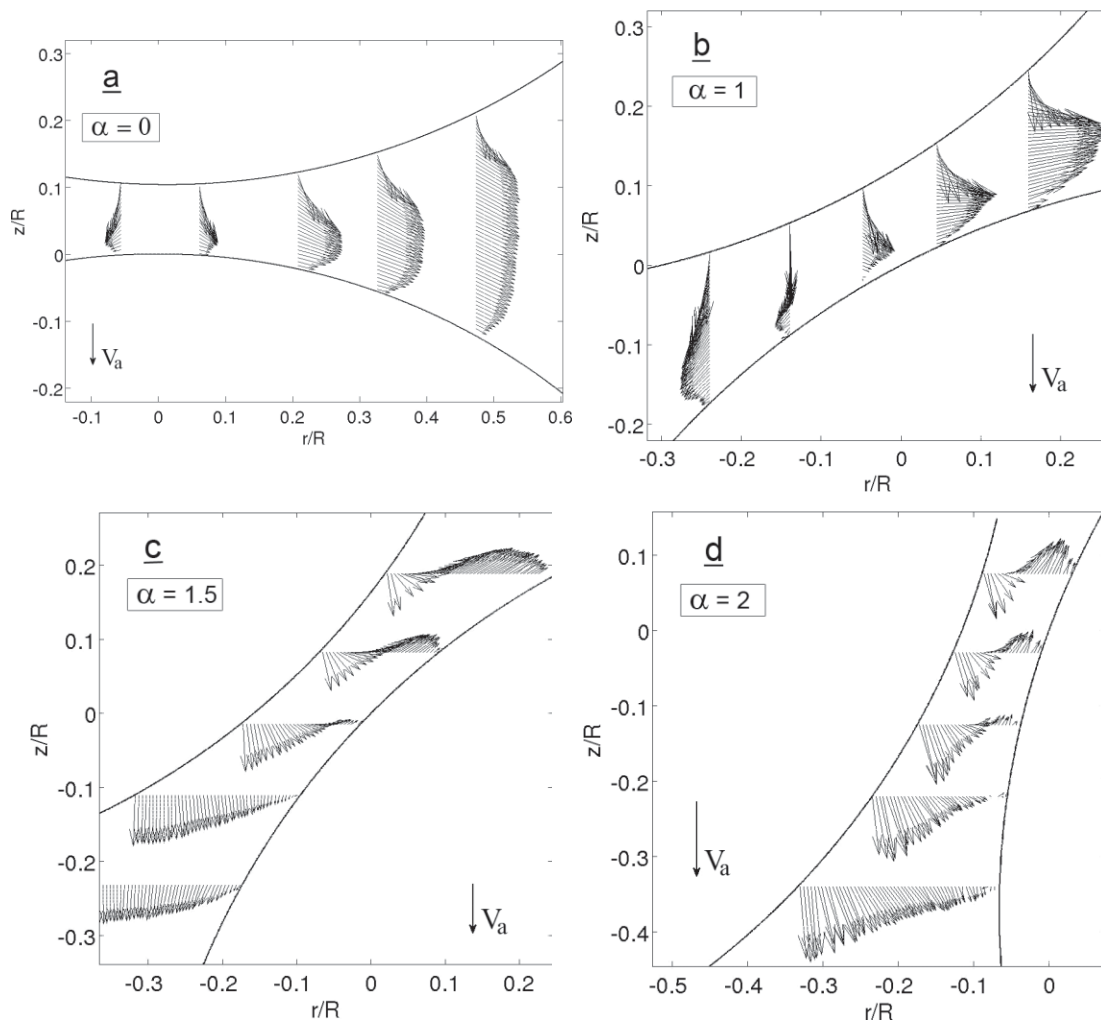 a
α = 0
0.3
0.2
0.1
0
-0.1
-0.2
z/R
V_a
-0.1 0 0.1 0.2 0.3 0.4 0.5 0.6
r/R
b
α = 1
0.3
0.2
0.1
0
-0.1
-0.2
z/R
V_a
-0.3 -0.2 -0.1 0 0.1 0.2
r/R
c
α = 1.5
0.2
0.1
0
-0.1
-0.2
-0.3
z/R
V_a
-0.3 -0.2 -0.1 0 0.1 0.2
r/R
d
α = 2
0.1
0
-0.1
-0.2
-0.3
-0.4
z/R
V_a
-0.5 -0.4 -0.3 -0.2 -0.1 0
r/R